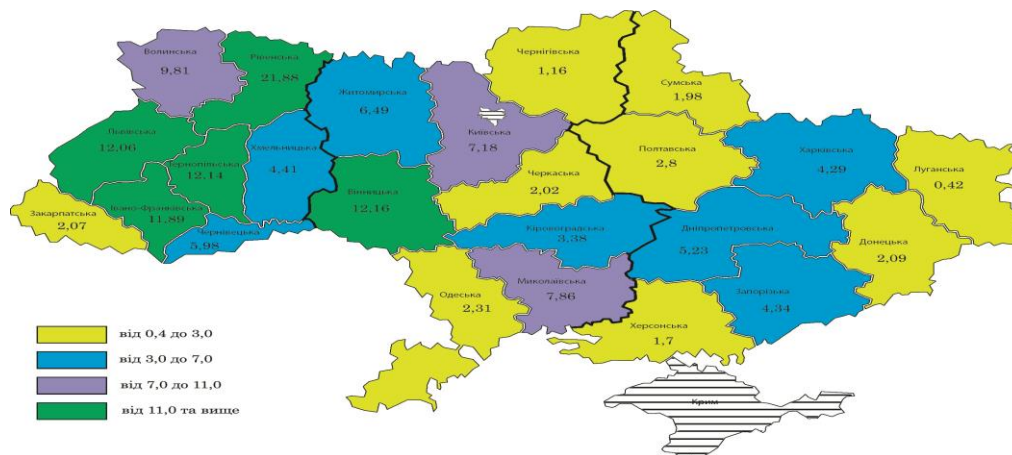 Волинська
9,81
Рівненська
21,88
Житомирська
6,49
Київська
7,18
Чернігівська
1,16
Сумська
1,98
Львівська
12,06
Тернопільська
12,14
Хмельницька
4,41
Вінницька
12,16
Черкаська
2,02
Полтавська
2,8
Харківська
4,29
Луганська
0,42
Закарпатська
2,07
Івано-Франківська
11,89
Чернівецька
5,98
Кіровоградська
3,38
Дніпропетровська
5,23
Донецька
2,09
Одеська
2,31
Миколаївська
7,86
Запорізька
4,34
Херсонська
1,7
Крим
від 0,4 до 3,0
від 3,0 до 7,0
від 7,0 до 11,0
від 11,0 та вище